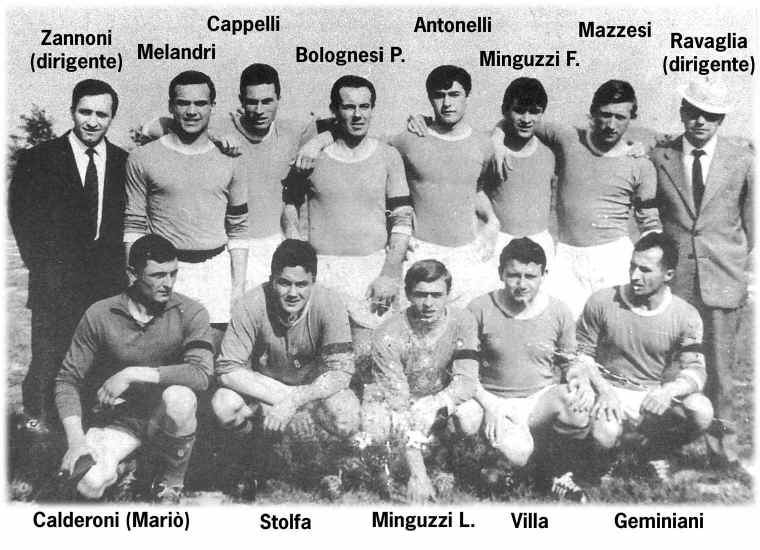 Zannoni
(dirigente)
Melandri
Cappelli
Bolognesi P.
Antonelli
Minguzzi F.
Mazzesi
Ravaglia
(dirigente)
Calderoni (Mariò)
Stolfa
Minguzzi L.
Villa
Geminiani